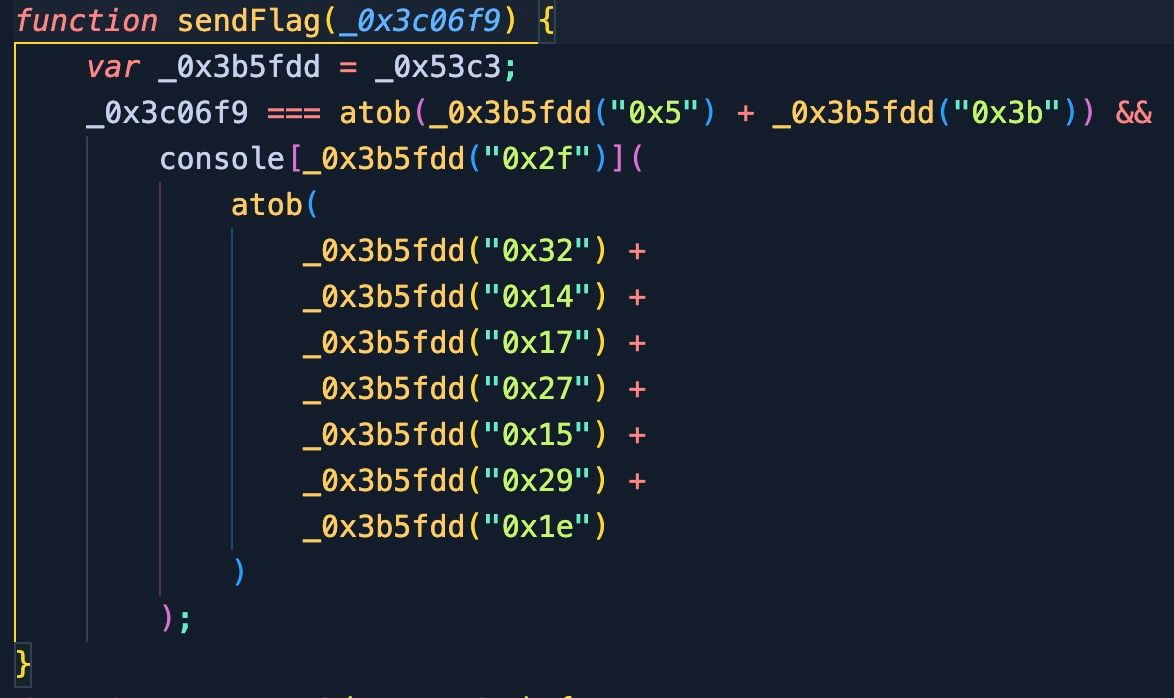 function sendFlag(_0x3c06f9) {
    var _0x3b5fdd = _0x53c3;
    _0x3c06f9 === atob(_0x3b5fdd("0x5") + _0x3b5fdd("0x3b")) &&
        console[_0x3b5fdd("0x2f")](
            atob(
                _0x3b5fdd("0x32") +
                _0x3b5fdd("0x14") +
                _0x3b5fdd("0x17") +
                _0x3b5fdd("0x27") +
                _0x3b5fdd("0x15") +
                _0x3b5fdd("0x29") +
                _0x3b5fdd("0x1e")
            )
        );
}